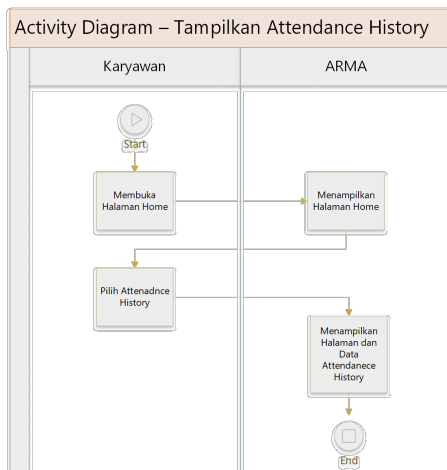 Activity Diagram – Tampilkan Attendance History
Karyawan
ARMA
Start
Membuka
Halaman Home
Menampilkan
Halaman Home
Pilih Attenadnce
History
Menampilkan
Halaman dan
Data
Attendanece
History
End